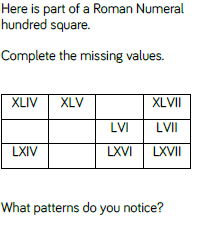 Here is part of a Roman Numeral
hundred square.
Complete the missing values.
XLIV XLV XLVII
LVI LVII
LXIV LXVI LXVII
What patterns do you notice?